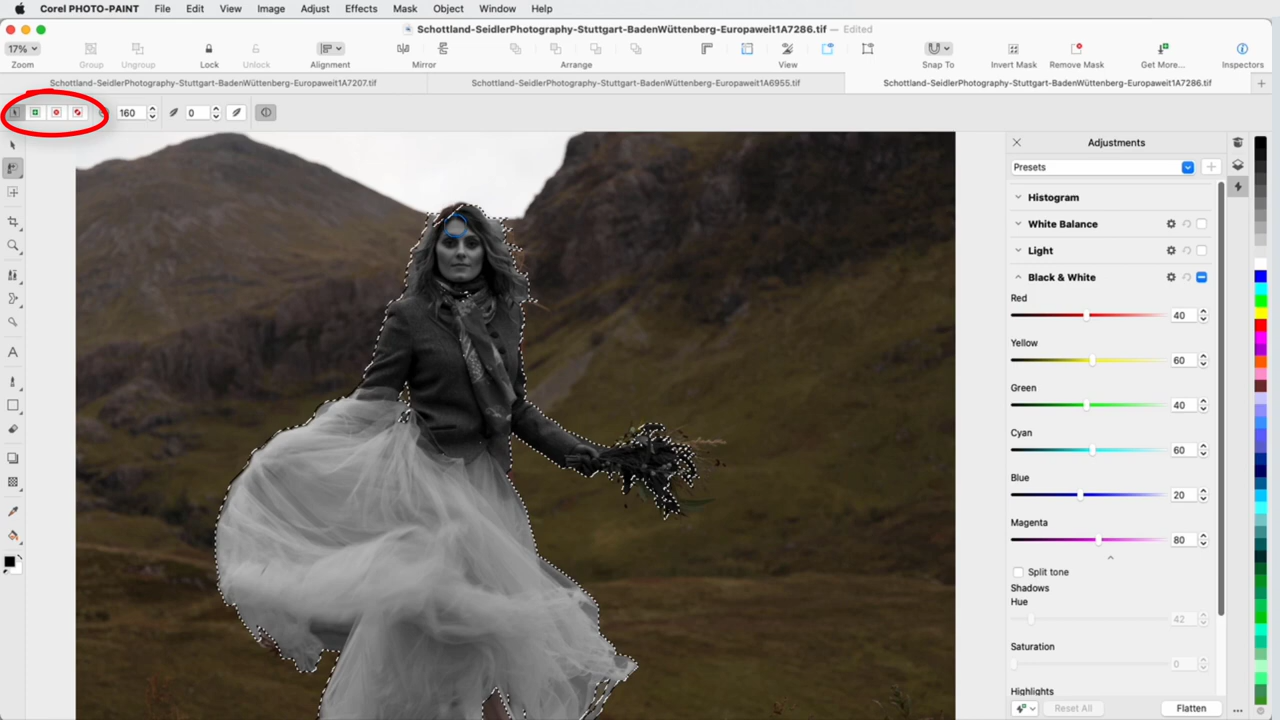 Corel PHOTO-PAINT File Edit View Image Adjust Effects Mask Object Window Help
Schottland-SeidlerPhotography-Stuttgart-BadenWüttenberg-Europaweit1A7286.tif — Edited
17%
Zoom Group Ungroup Lock Unlock Alignment Mirror Arrange View Snap To Invert Mask Remove Mask Get More... Inspectors
Schottland-SeidlerPhotography-Stuttgart-BadenWüttenberg-Europaweit1A7207.tif Schottland-SeidlerPhotography-Stuttgart-BadenWüttenberg-Europaweit1A6955.tif Schottland-SeidlerPhotography-Stuttgart-BadenWüttenberg-Europaweit1A7286.tif
160 0
Adjustments
Presets
Histogram
White Balance
Light
Black & White
Red
40
Yellow
60
Green
40
Cyan
60
Blue
20
Magenta
80
Split tone
Shadows
Hue
42
Saturation
0
Highlights
Reset All Flatten